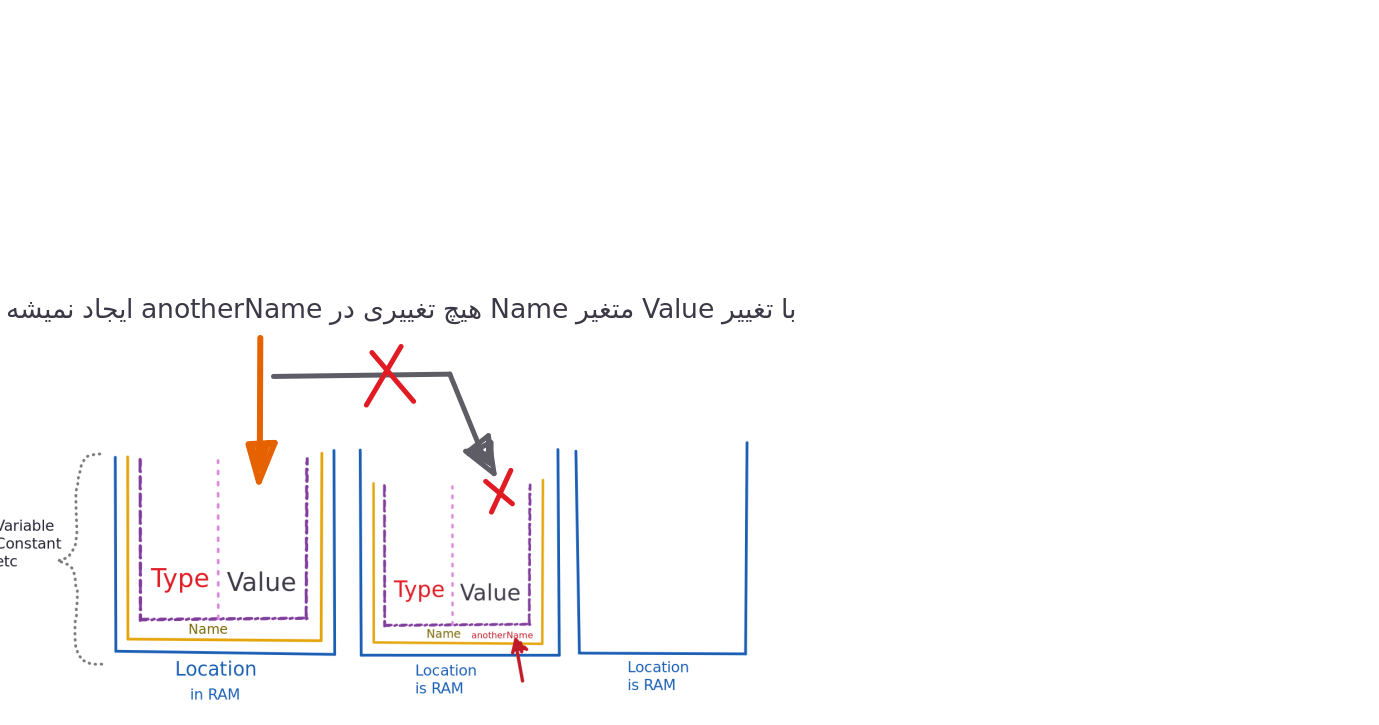 با تغییر Value متغیر Name هیچ تغییری در anotherName ایجاد نمیشه
Variable
Constant
etc
Type
Value
Name
Location
in RAM
Type
Value
Name
anotherName
Location
is RAM
Location
is RAM